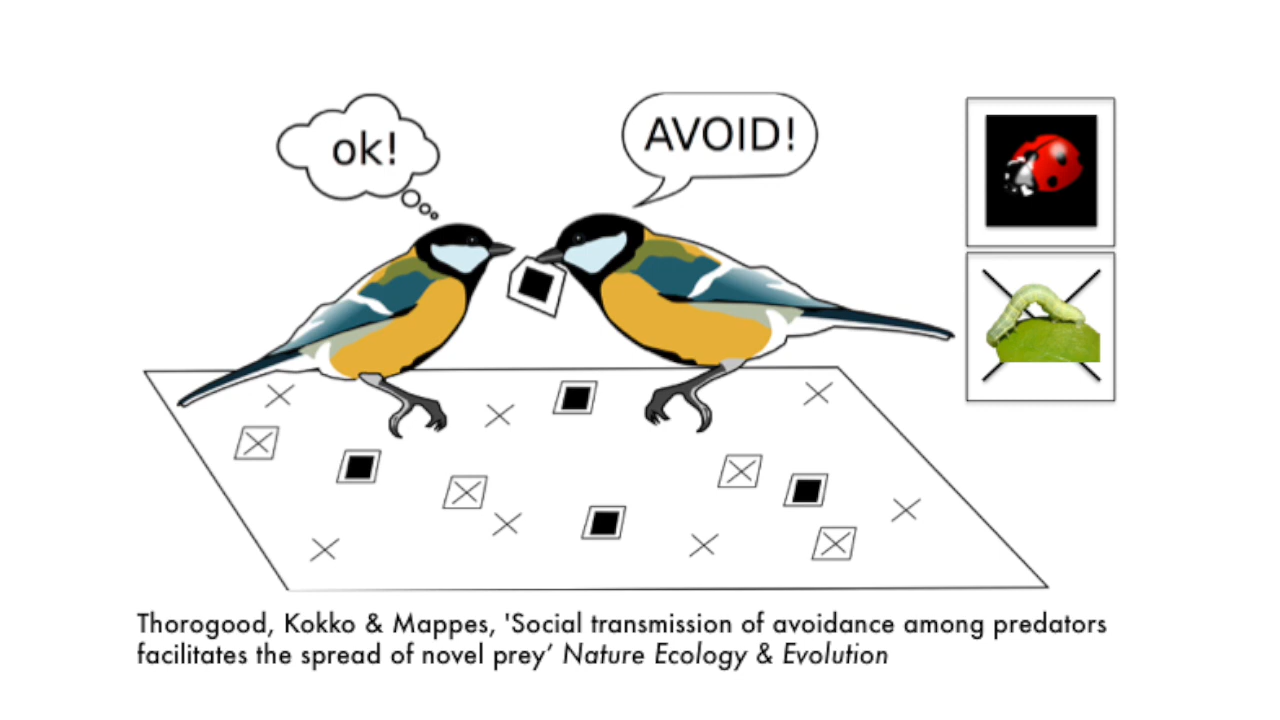 ok!
AVOID!
Thorogood, Kokko & Mappes, 'Social transmission of avoidance among predators
facilitates the spread of novel prey’ Nature Ecology & Evolution